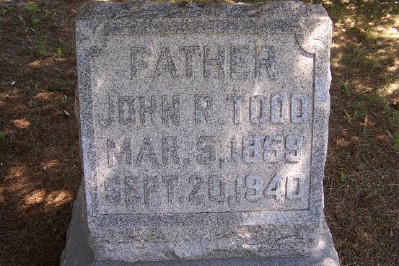 FATHER
JOHN R. TODD
MAR. 5, 1859
SEPT. 20, 1940